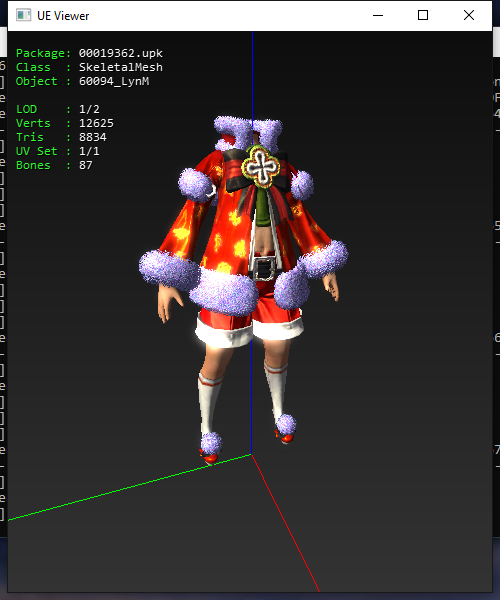 UE Viewer
Package: 00019362.upk
Class  : SkeletalMesh
Object : 60094_LynM
LOD    : 1/2
Verts  : 12625
Tris   : 8834
UV Set : 1/1
Bones  : 87